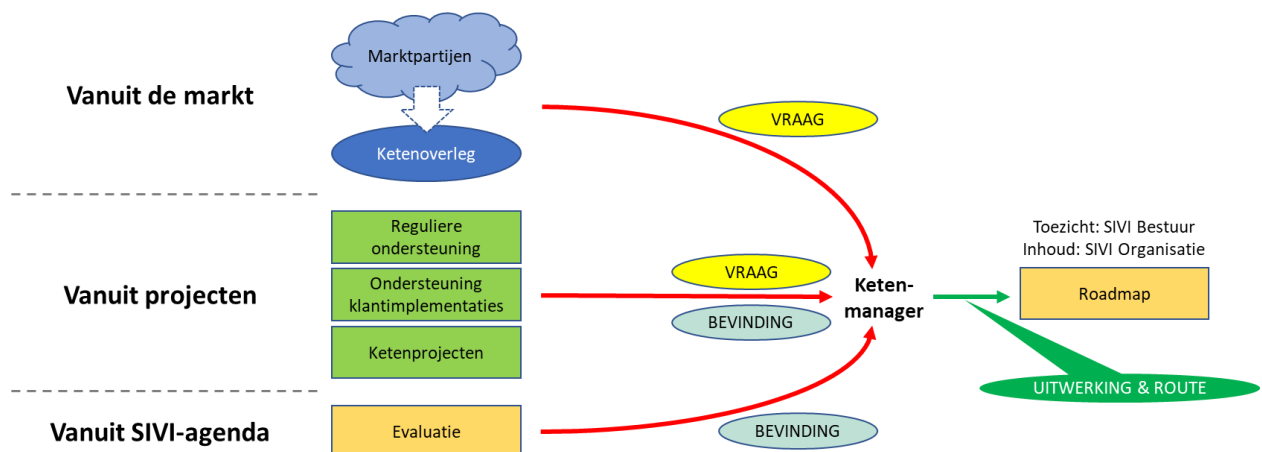 Marktpartijen
Vanuit de markt
VRAAG
Ketenoverleg
Reguliere
ondersteuning
Toezicht: SIVI Bestuur
Inhoud: SIVI Organisatie
VRAAG
Vanuit projecten
Ondersteuning
klantimplementaties
Keten-
manager
Roadmap
BEVINDING
Ketenprojecten
UITWERKING & ROUTE
Vanuit SIVI-agenda
Evaluatie
BEVINDING